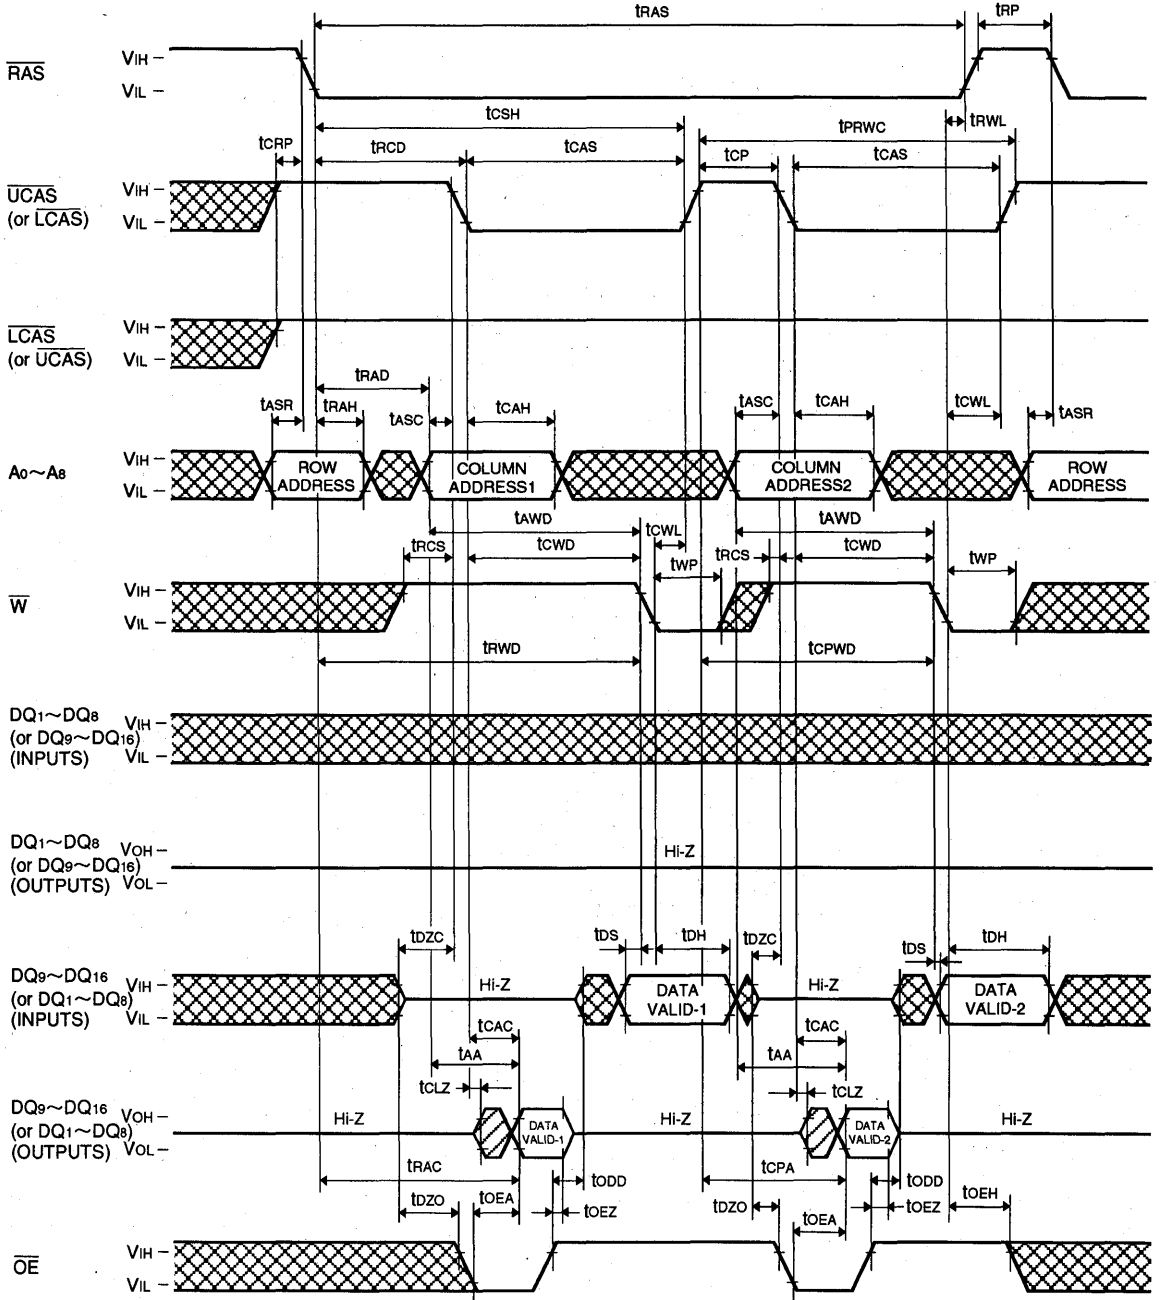 tRAS tRP
RAS VIH
VIL
tCSH tPRWC tRWL
tCRP tRCD tCAS tCP tCAS
UCAS VIH
(or LCAS) VIL
LCAS VIH
(or UCAS) VIL
tRAD
tASR tRAH tASC tCAH tASC tCAH tCWL tASR
A0~A8 VIH
VIL
ROW ADDRESS
COLUMN ADDRESS1
COLUMN ADDRESS2
ROW ADDRESS
tAWD tCWL tAWD
tRCS tCWD tWP tRCS tCWD tWP
W VIH
VIL
tRWD tCPWD
DQ1~DQ8
(or DQ9~DQ16) VIH
(INPUTS) VIL
DQ1~DQ8 VOH Hi-Z
(or DQ9~DQ16)
(OUTPUTS) VOL
tDZC tDS tDH tDZC tDS tDH
DQ9~DQ16 VIH
(or DQ1~DQ8)
(INPUTS) VIL
Hi-Z
DATA VALID-1
Hi-Z
DATA VALID-2
tCAC tCAC
tAA tAA
tCLZ tCLZ
DQ9~DQ16 VOH
(or DQ1~DQ8)
(OUTPUTS) VOL
Hi-Z
DATA VALID-1
Hi-Z
DATA VALID-2
Hi-Z
tRAC tODD tCPA tODD
tDZO tOEA tOEZ tDZO tOEA tOEZ tOEH
OE VIH
VIL